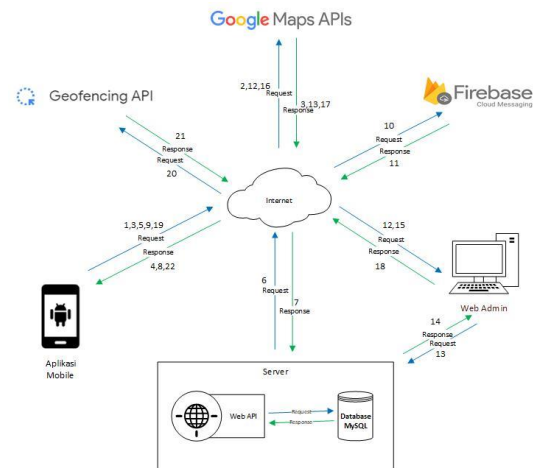 Google Maps APIs
2,12,16
Request
3,13,17
Response
Geofencing API
Firebase
Cloud Messaging
10
Request
Response
11
21
Response
Request
20
Internet
1,3,5,9,19
Request
Response
4,8,22
12,15
Request
Response
18
6
Request
7
Response
Web Admin
14
Response
Request
13
Aplikasi
Mobile
Server
Web API
Request
Response
Database
MySQL